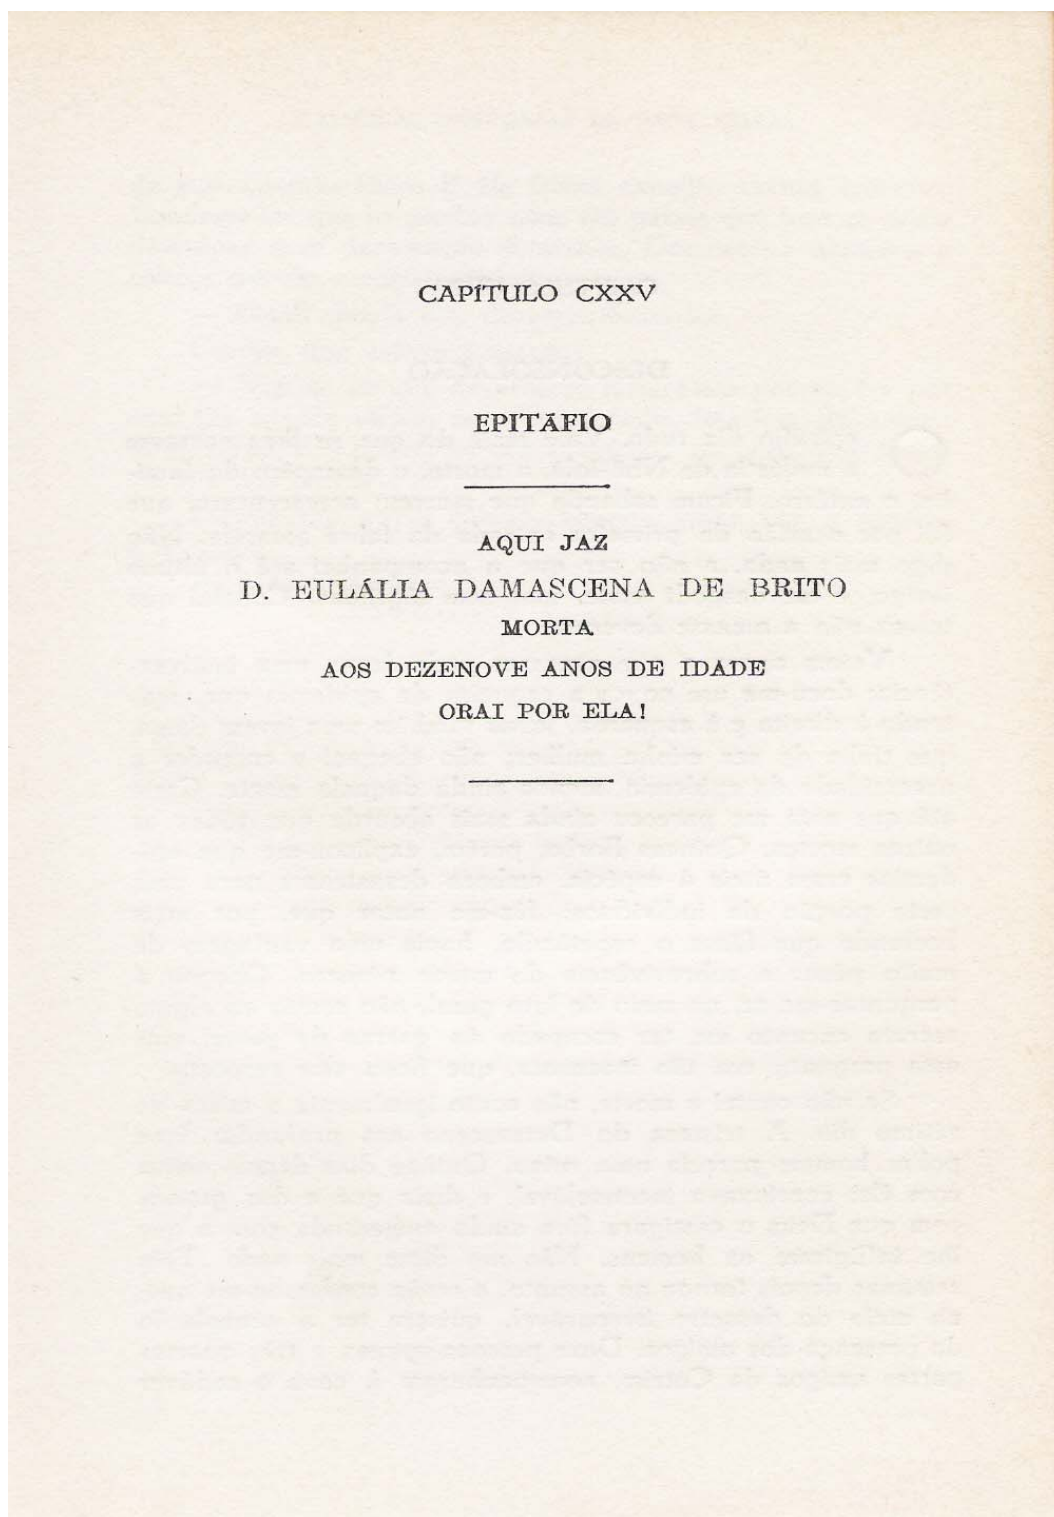 CAPÍTULO CXXV
EPITÁFIO
AQUI JAZ
D. EULÁLIA DAMASCENA DE BRITO
MORTA
AOS DEZENOVE ANOS DE IDADE
ORAI POR ELA!